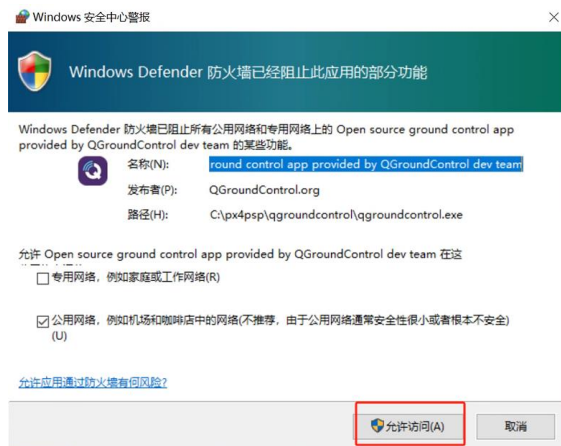 Windows 安全中心警报
Windows Defender 防火墙已经阻止此应用的部分功能
Windows Defender 防火墙已阻止所有公用网络和专用网络上的 Open source ground control app
provided by QGroundControl dev team 的某些功能。
名称(N): round control app provided by QGroundControl dev team
发布者(P): QGroundControl.org
路径(H): C:\px4psp\qgroundcontrol\qgroundcontrol.exe
允许 Open source ground control app provided by QGroundControl dev team 在这
专用网络，例如家庭或工作网络(R)
公用网络，例如机场和咖啡店中的网络(不推荐，由于公用网络通常安全性很小或者根本不安全)
(U)
允许应用通过防火墙有何风险?
允许访问(A) 取消